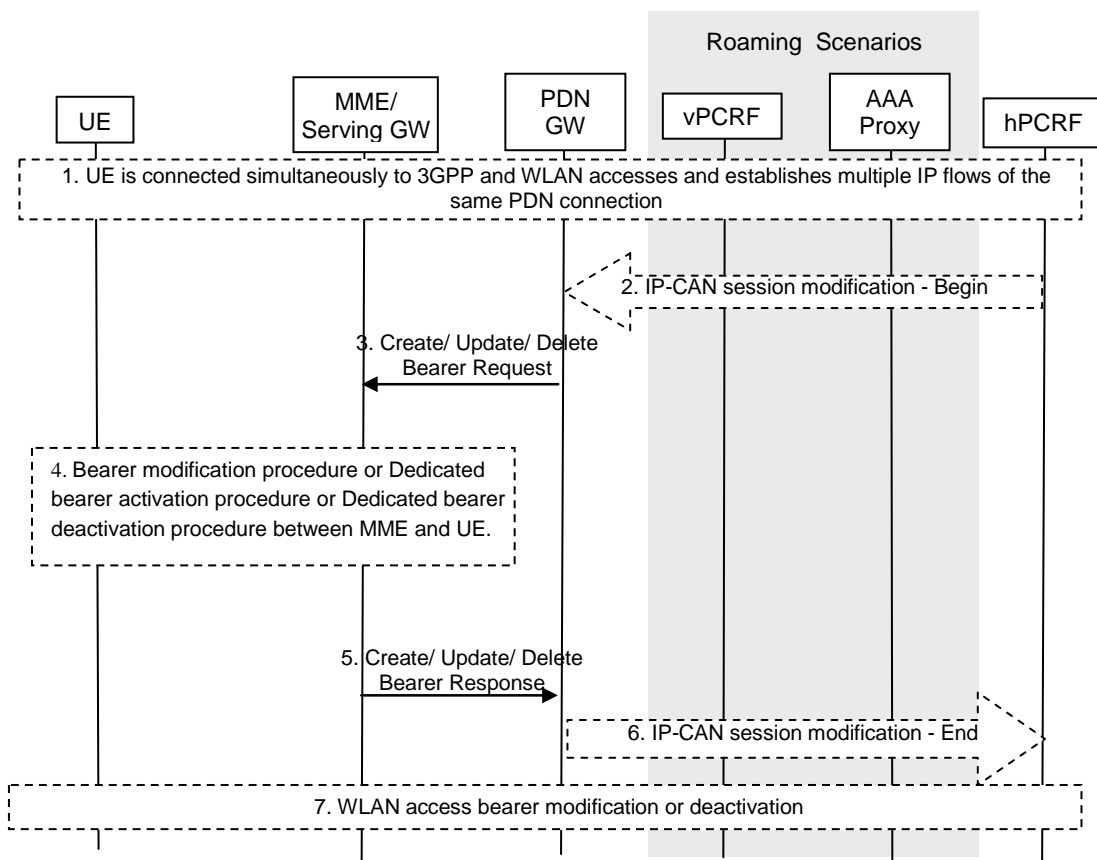 Roaming Scenarios
UE
MME/
Serving GW
PDN
GW
vPCRF
AAA
Proxy
hPCRF
1. UE is connected simultaneously to 3GPP and WLAN accesses and establishes multiple IP flows of the
same PDN connection
2. IP-CAN session modification - Begin
3. Create/ Update/ Delete
Bearer Request
4. Bearer modification procedure or Dedicated
bearer activation procedure or Dedicated bearer
deactivation procedure between MME and UE.
5. Create/ Update/ Delete
Bearer Response
6. IP-CAN session modification - End
7. WLAN access bearer modification or deactivation